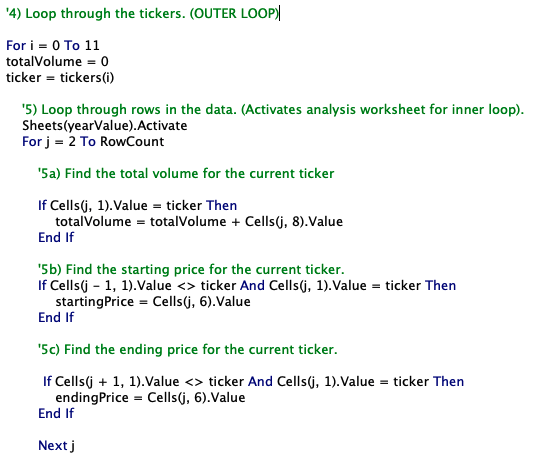 '4) Loop through the tickers. (OUTER LOOP)
For i = 0 To 11
totalVolume = 0
ticker = tickers(i)
'5) Loop through rows in the data. (Activates analysis worksheet for inner loop).
Sheets(yearValue).Activate
For j = 2 To RowCount
'5a) Find the total volume for the current ticker
If Cells(j, 1).Value = ticker Then
totalVolume = totalVolume + Cells(j, 8).Value
End If
'5b) Find the starting price for the current ticker.
If Cells(j - 1, 1).Value <> ticker And Cells(j, 1).Value = ticker Then
startingPrice = Cells(j, 6).Value
End If
'5c) Find the ending price for the current ticker.
If Cells(j + 1, 1).Value <> ticker And Cells(j, 1).Value = ticker Then
endingPrice = Cells(j, 6).Value
End If
Next j